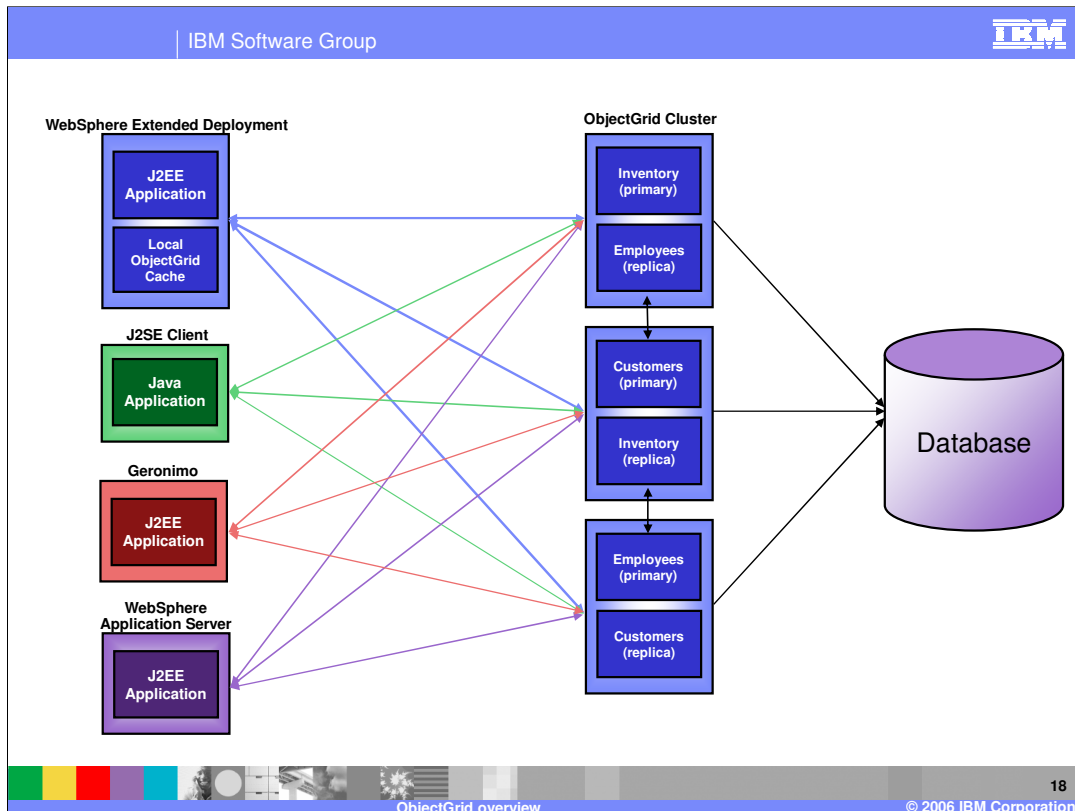 IBM Software Group
IBM
WebSphere Extended Deployment
J2EE
Application
Local
ObjectGrid
Cache
J2SE Client
Java
Application
Geronimo
J2EE
Application
WebSphere
Application Server
J2EE
Application
ObjectGrid Cluster
Inventory
(primary)
Employees
(replica)
Customers
(primary)
Inventory
(replica)
Employees
(primary)
Customers
(replica)
Database
18
ObjectGrid overview
© 2006 IBM Corporation